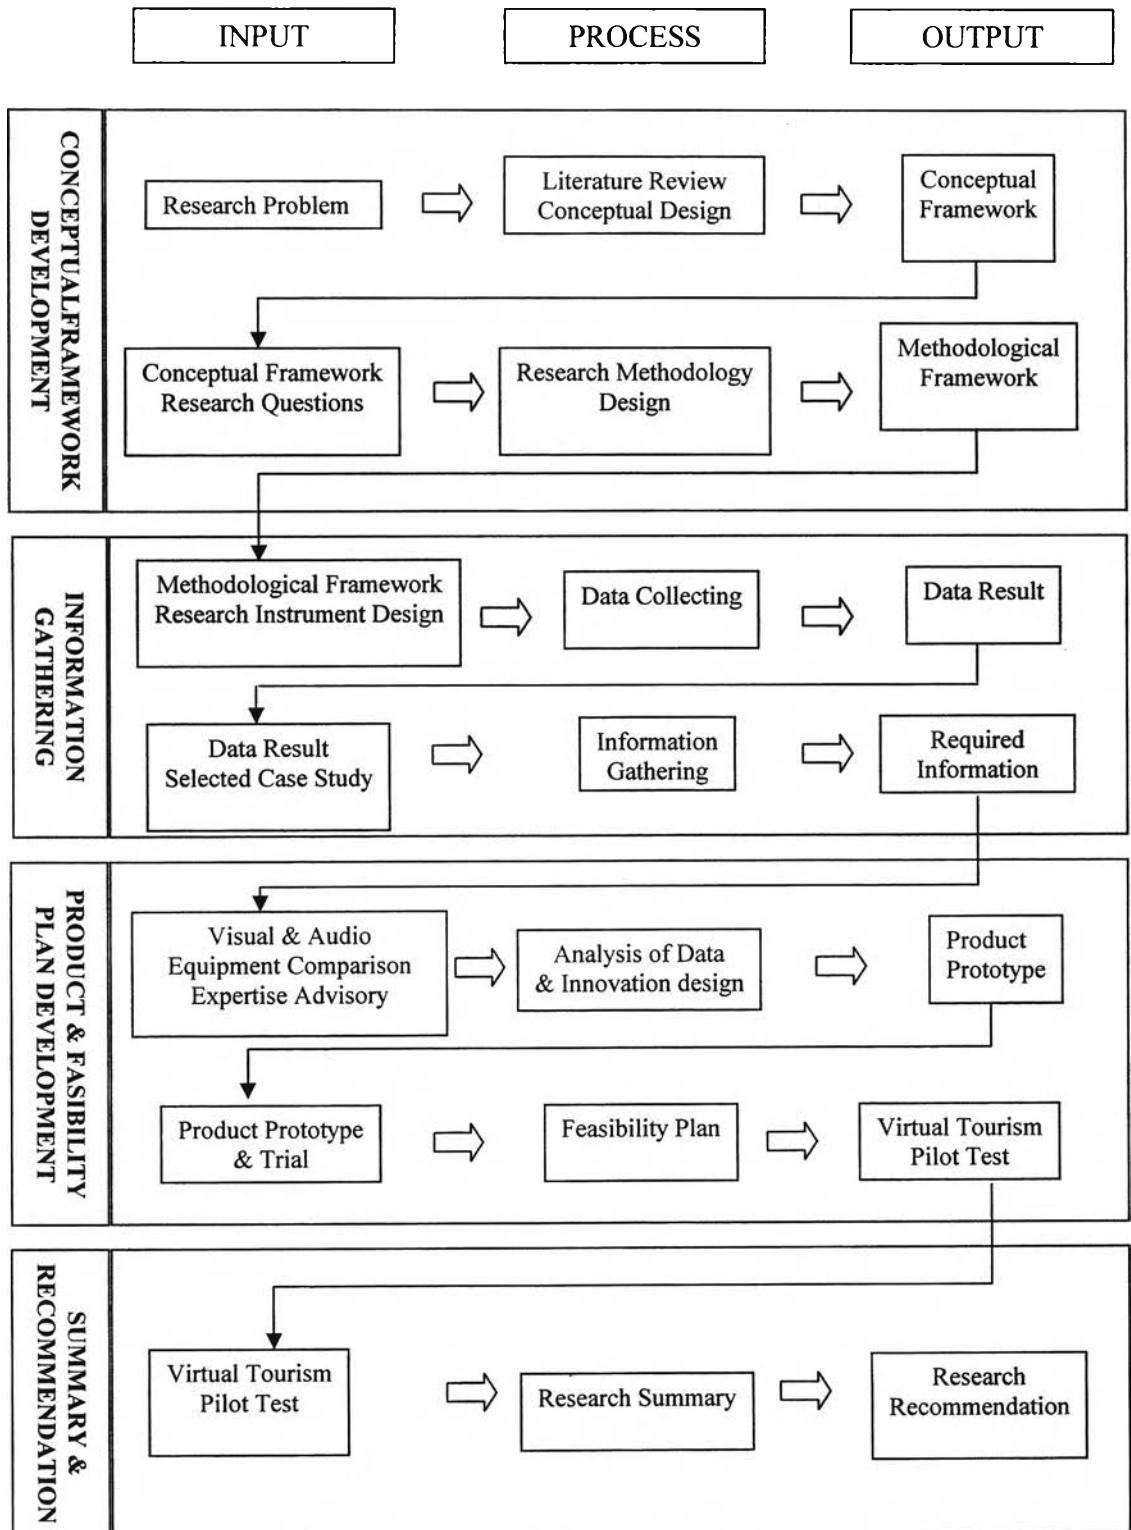 INPUT
PROCESS
OUTPUT
CONCEPTUALFRAMEWORK
DEVELOPMENT
Research Problem
Literature Review
Conceptual Design
Conceptual
Framework
Conceptual Framework
Research Questions
Research Methodology
Design
Methodological
Framework
INFORMATION
GATHERING
Methodological Framework
Research Instrument Design
Data Collecting
Data Result
Data Result
Selected Case Study
Information
Gathering
Required
Information
PRODUCT & FASIBILITY
PLAN DEVELOPMENT
Visual & Audio
Equipment Comparison
Expertise Advisory
Analysis of Data
& Innovation design
Product
Prototype
Product Prototype
& Trial
Feasibility Plan
Virtual Tourism
Pilot Test
SUMMARY &
RECOMMENDATION
Virtual Tourism
Pilot Test
Research Summary
Research
Recommendation